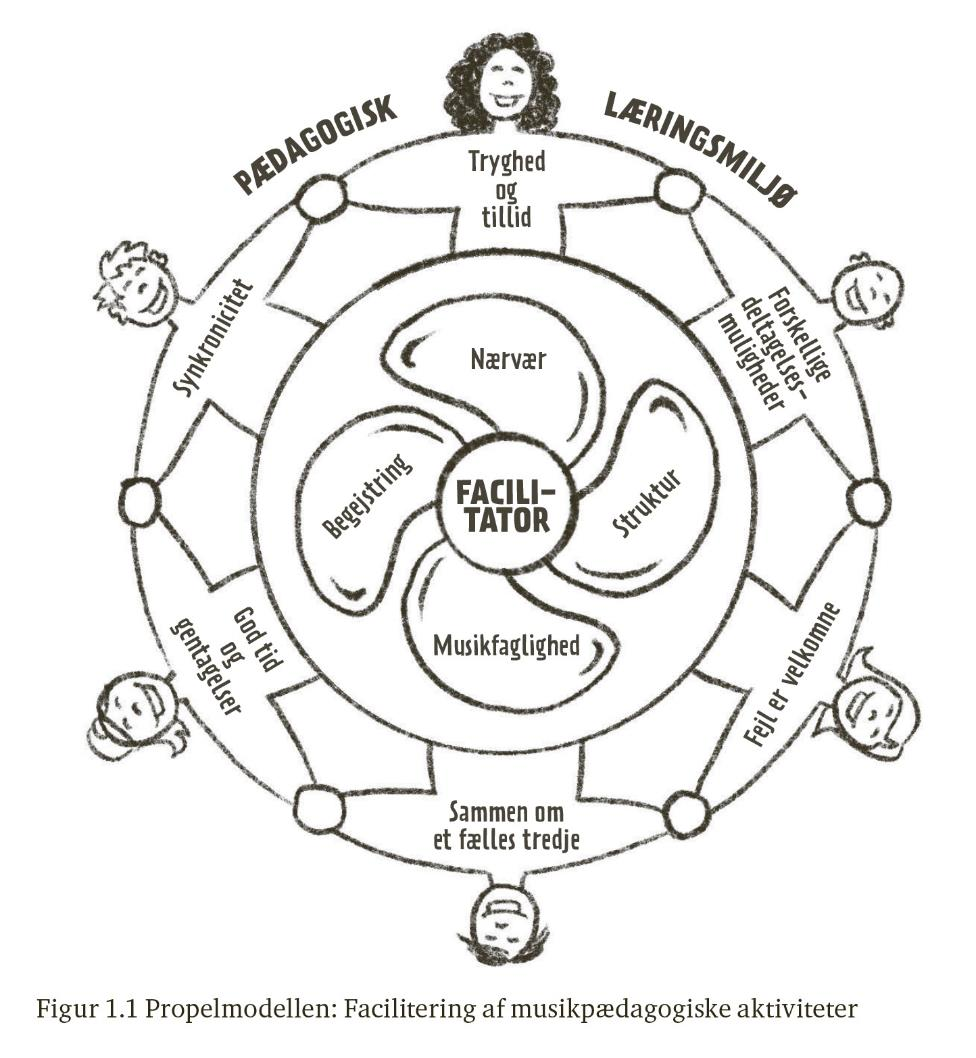 PÆDAGOGISK
LÆRINGSMILJØ
Tryghed
og
tillid
Synkronicitet
Forskellige
deltagelses-
muligheder
Nærvær
Begejstring
FACILI-
TATOR
Struktur
Musikfaglighed
God tid
og
gentagelser
Fejl er velkomne
Sammen om
et fælles tredje
Figur 1.1 Propelmodellen: Facilitering af musikpædagogiske aktiviteter